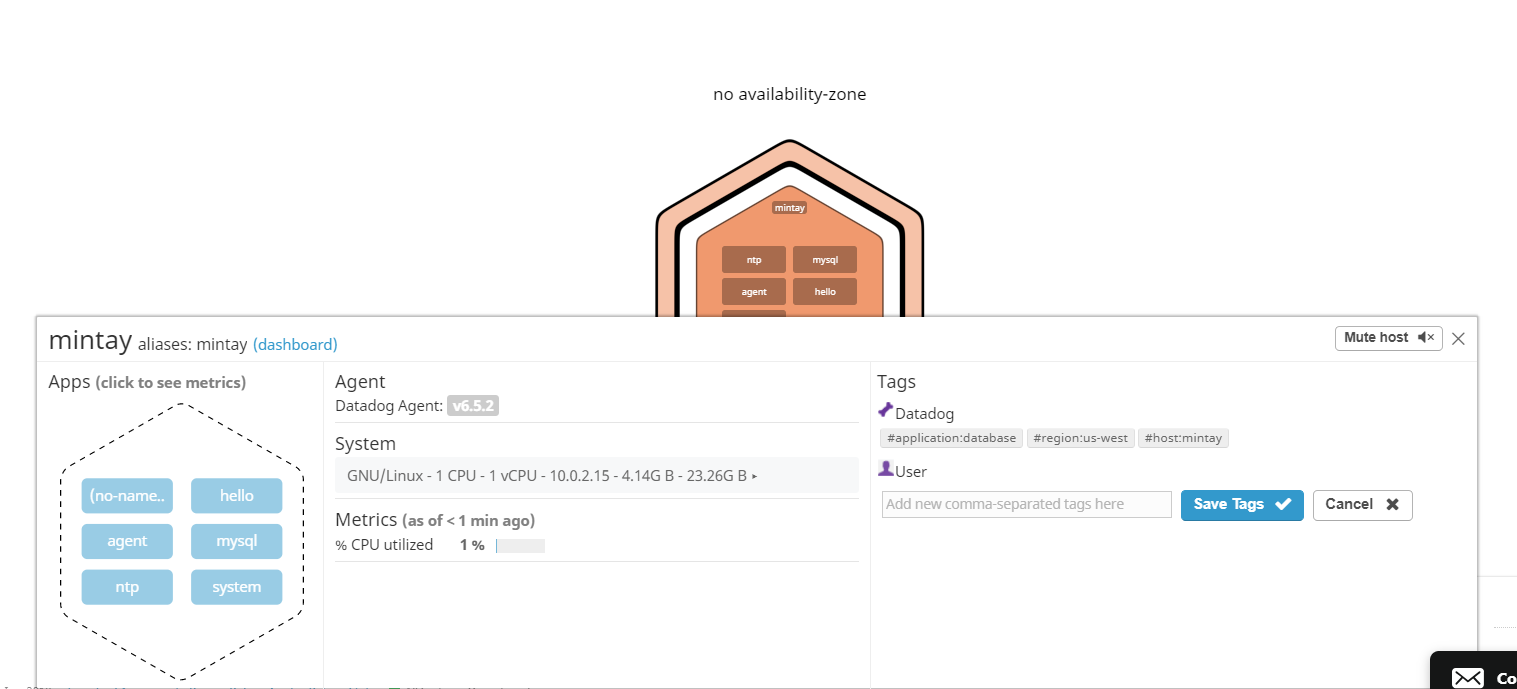 no availability-zone
mintay
ntp mysql
agent hello
mintay aliases: mintay (dashboard)
Mute host
Apps (click to see metrics)
(no-name.. hello
agent mysql
ntp system
Agent
Datadog Agent: v6.5.2
System
GNU/Linux - 1 CPU - 1 vCPU - 10.0.2.15 - 4.14G B - 23.26G B
Metrics (as of < 1 min ago)
% CPU utilized 1 %
Tags
Datadog
#application:database #region:us-west #host:mintay
User
Add new comma-separated tags here Save Tags Cancel
Co